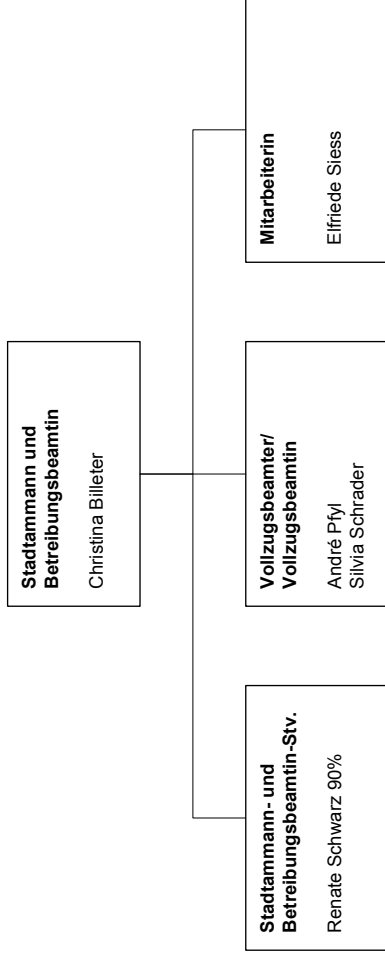 Stadtammann und
Betreibungsbeamtin
Christina Billeter
Stadtammann- und
Betreibungsbeamtin-Stv.
Renate Schwarz 90%
Vollzugsbeamter/
Vollzugsbeamtin
André Pfyl
Silvia Schrader
Mitarbeiterin
Elfriede Siess